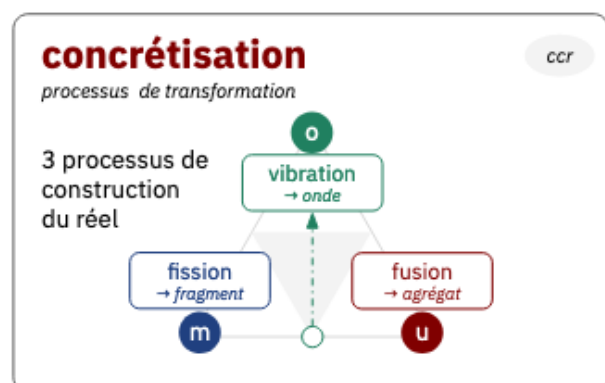 concrétisation
ccr
processus de transformation
3 processus de
construction
du réel
o
vibration
→ onde
fission
→ fragment
fusion
→ agrégat
m
u